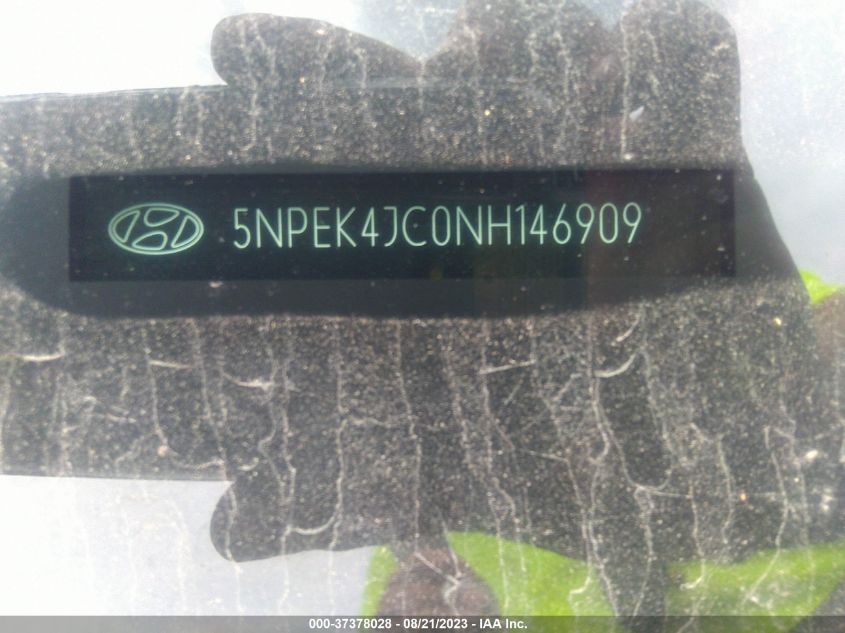 5NPEK4JC0NH146909
000-37378028 - 08/21/2023 - IAA Inc.